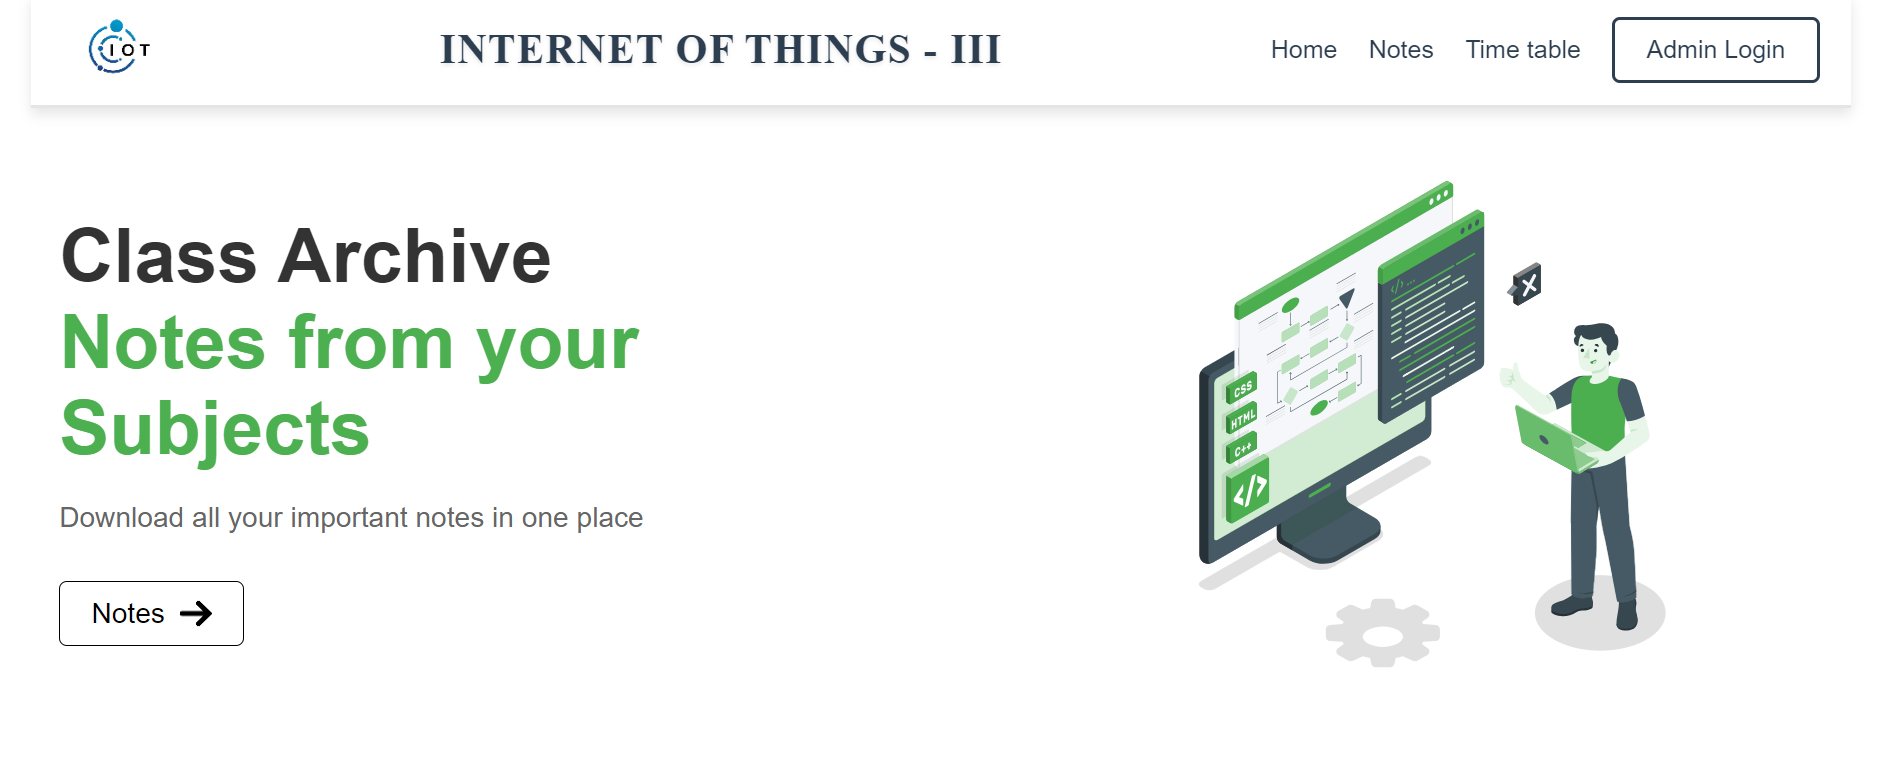 IOT
INTERNET OF THINGS - III
Home
Notes
Time table
Admin Login
Class Archive
Notes from your
Subjects
Download all your important notes in one place
Notes
CSS
HTML
C++
</>
</>